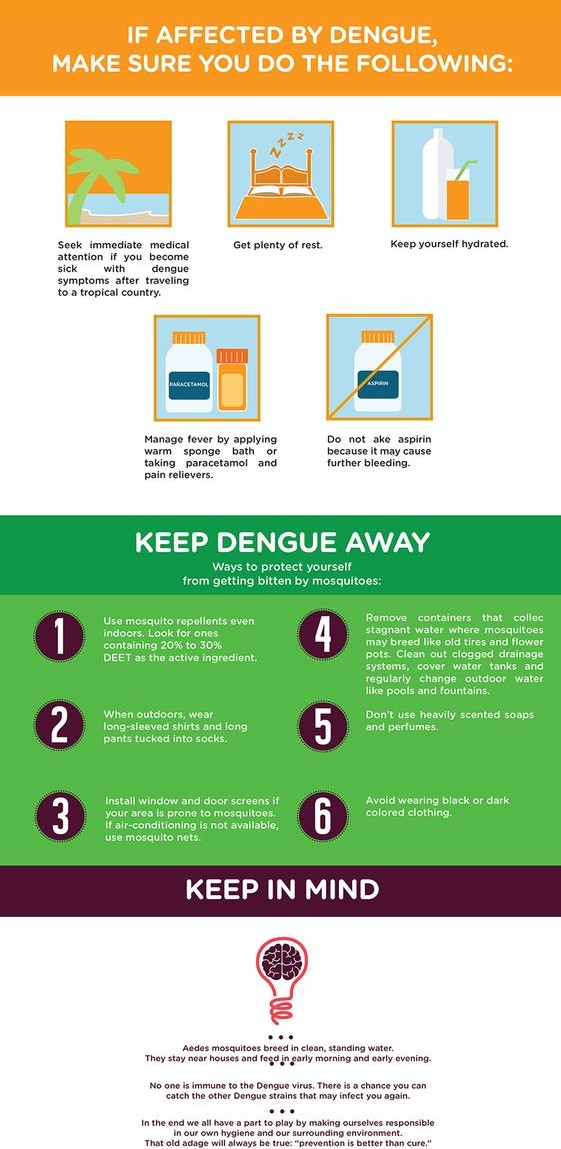 IF AFFECTED BY DENGUE,
MAKE SURE YOU DO THE FOLLOWING:
zzzz
Seek immediate medical
attention if you become
sick with dengue
symptoms after traveling
to a tropical country.
Get plenty of rest.
Keep yourself hydrated.
PARACETAMOL
ASPIRIN
Manage fever by applying
warm sponge bath or
taking paracetamol and
pain relievers.
Do not ake aspirin
because it may cause
further bleeding.
KEEP DENGUE AWAY
Ways to protect yourself
from getting bitten by mosquitoes:
1
Use mosquito repellents even
indoors. Look for ones
containing 20% to 30%
DEET as the active ingredient.
2
When outdoors, wear
long-sleeved shirts and long
pants tucked into socks.
3
Install window and door screens if
your area is prone to mosquitoes.
If air-conditioning is not available,
use mosquito nets.
4
Remove containers that collec
stagnant water where mosquitoes
may breed like old tires and flower
pots. Clean out clogged drainage
systems, cover water tanks and
regularly change outdoor water
like pools and fountains.
5
Don't use heavily scented soaps
and perfumes.
6
Avoid wearing black or dark
colored clothing.
KEEP IN MIND
Aedes mosquitoes breed in clean, standing water.
They stay near houses and feed in early morning and early evening.
No one is immune to the Dengue virus. There is a chance you can
catch the other Dengue strains that may infect you again.
In the end we all have a part to play by making ourselves responsible
in our own hygiene and our surrounding environment.
That old adage will always be true: "prevention is better than cure."